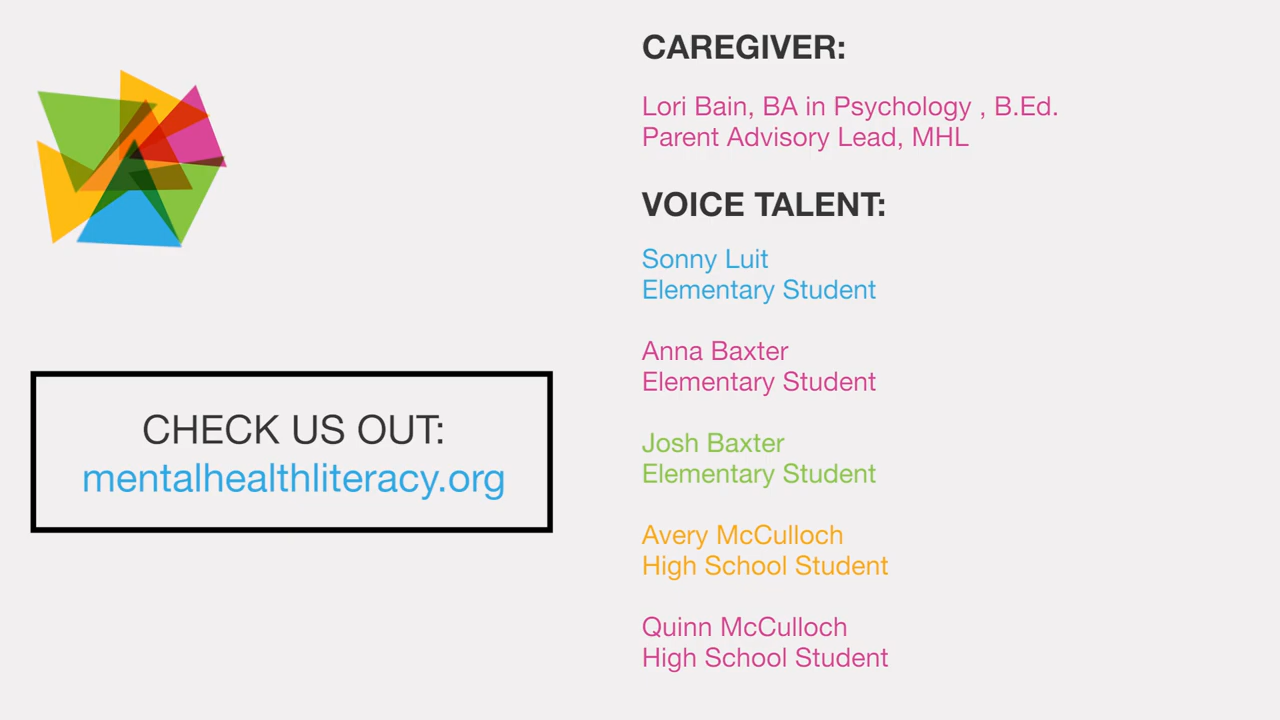 CAREGIVER:
Lori Bain, BA in Psychology , B.Ed.
Parent Advisory Lead, MHL
VOICE TALENT:
Sonny Luit
Elementary Student
Anna Baxter
Elementary Student
Josh Baxter
Elementary Student
Avery McCulloch
High School Student
Quinn McCulloch
High School Student
CHECK US OUT:
mentalhealthliteracy.org